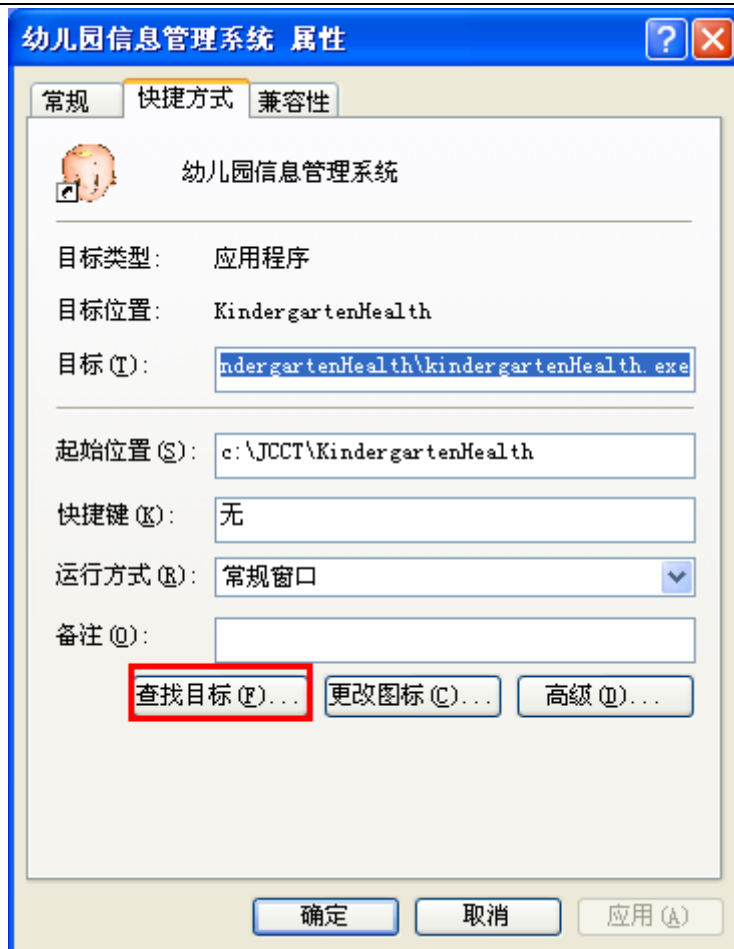 幼儿园信息管理系统 属性
常规 快捷方式 兼容性
幼儿园信息管理系统
目标类型: 应用程序
目标位置: KindergartenHealth
目标(T): ndergartenHealth\kindergartenHealth.exe
起始位置(S): c:\JCCT\KindergartenHealth
快捷键(K): 无
运行方式(R): 常规窗口
备注(O):
查找目标(F)... 更改图标(C)... 高级(D)...
确定 取消 应用(A)